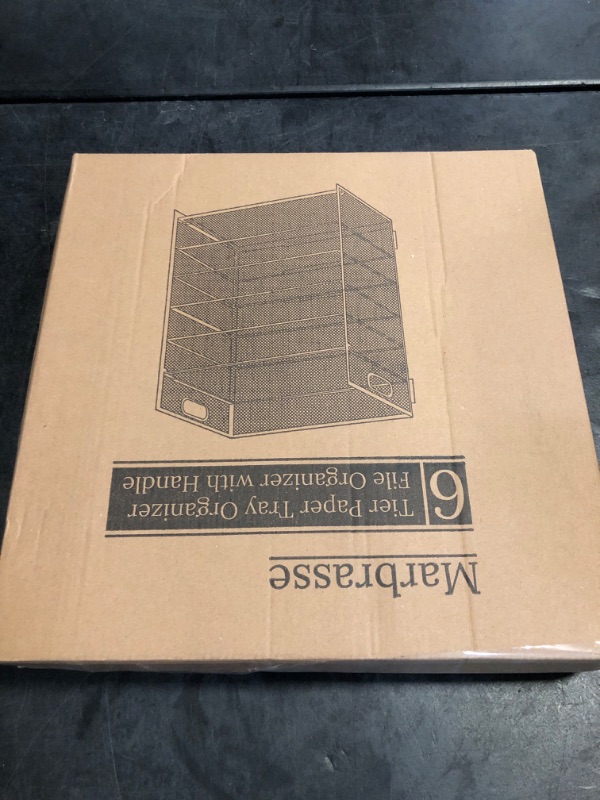 Marbrasse
6
Tier Paper Tray Organizer
File Organizer with Handle